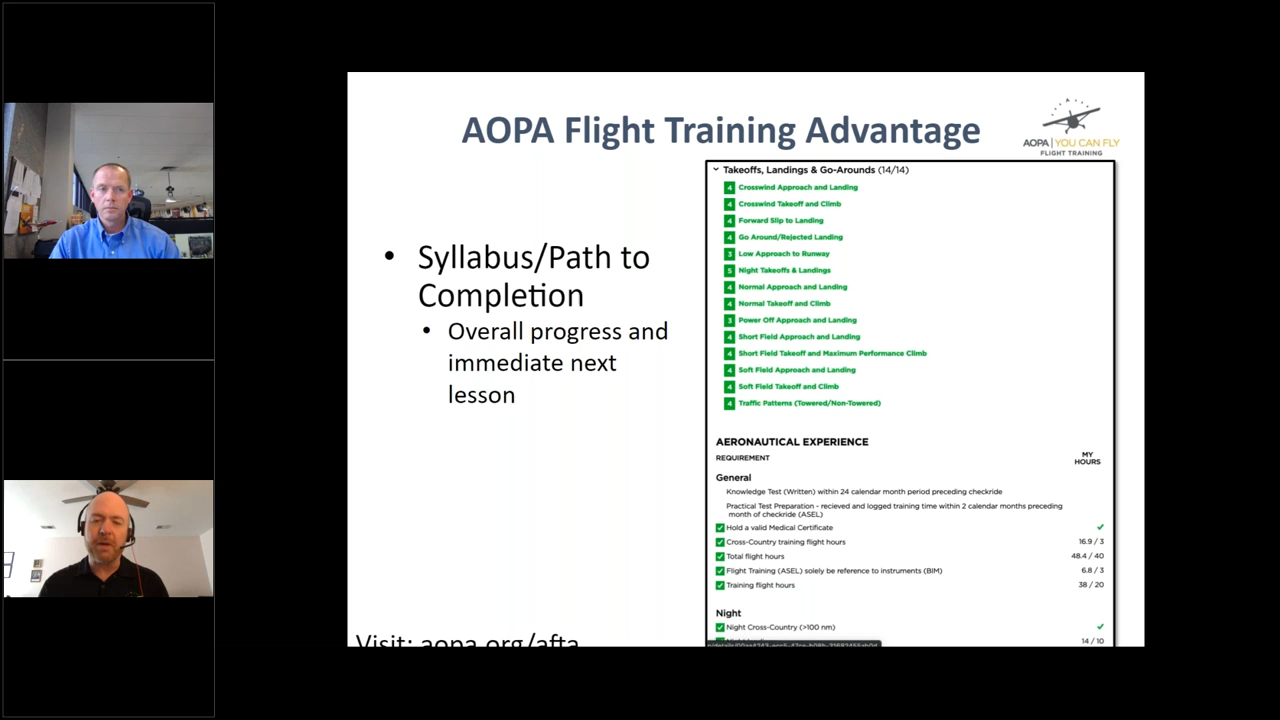 AOPA Flight Training Advantage
AOPA | YOU CAN FLY
FLIGHT TRAINING
• Syllabus/Path to
Completion
• Overall progress and
immediate next
lesson
Visit: aopa.org/afta
Takeoffs, Landings & Go-Arounds (14/14)
4 Crosswind Approach and Landing
4 Crosswind Takeoff and Climb
4 Forward Slip to Landing
4 Go Around/Rejected Landing
3 Low Approach to Runway
5 Night Takeoffs & Landings
4 Normal Approach and Landing
4 Normal Takeoff and Climb
3 Power Off Approach and Landing
4 Short Field Approach and Landing
4 Short Field Takeoff and Maximum Performance Climb
4 Soft Field Approach and Landing
4 Soft Field Takeoff and Climb
4 Traffic Patterns (Towered/Non-Towered)
AERONAUTICAL EXPERIENCE
REQUIREMENT MY
HOURS
General
Knowledge Test (Written) within 24 calendar month period preceding checkride
Practical Test Preparation - recieved and logged training time within 2 calendar months preceding
month of checkride (ASEL)
Hold a valid Medical Certificate ✓
Cross-Country training flight hours 16.9 / 3
Total flight hours 48.4 / 40
Flight Training (ASEL) solely be reference to instruments (BIM) 6.8 / 3
Training flight hours 38 / 20
Night
Night Cross-Country (>100 nm) ✓
14 / 10